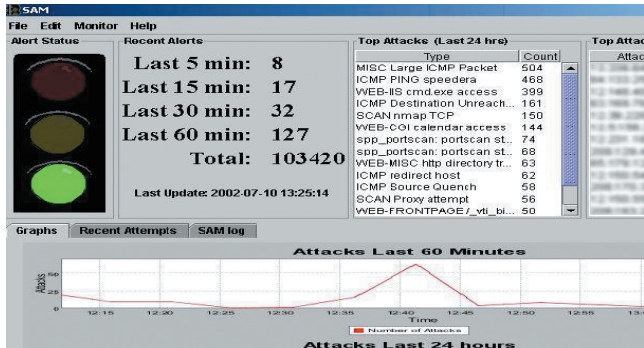 SAM
File Edit Monitor Help
Alert Status
Recent Alerts
Last 5 min: 8
Last 15 min: 17
Last 30 min: 32
Last 60 min: 127
Total: 103420
Last Update: 2002-07-10 13:25:14
Top Attacks (Last 24 hrs)
Type Count
MISC Large ICMP Packet 504
ICMP PING speedera 468
WEB-IIS cmd.exe access 399
ICMP Destination Unreach... 161
SCAN nmap TCP 150
WEB-CGI calendar access 144
spp_portscan: portscan st... 74
spp_portscan: portscan st... 68
WEB-MISC http directory tr... 63
ICMP redirect host 62
ICMP Source Quench 58
SCAN Proxy attempt 56
WEB-FRONTPAGE /_vti_bi... 50
Top Attac
Attac
Graphs Recent Attempts SAM log
Attacks Last 60 Minutes
Attacks
50
25
0
12:15 12:20 12:25 12:30 12:35 12:40 12:45 12:50 12:55
Time
Number of Attacks
Attacks Last 24 hours